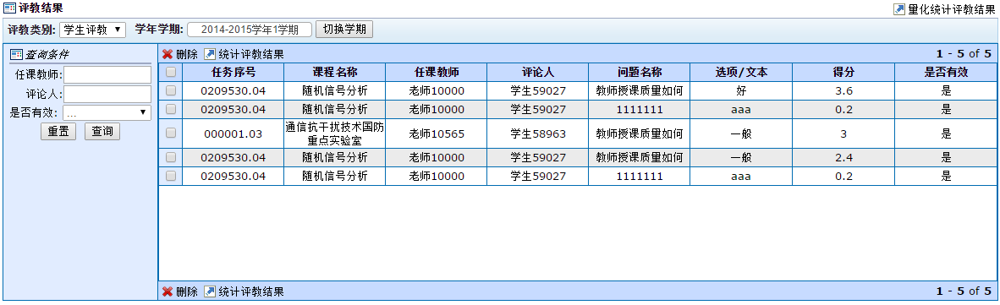 评教结果 量化统计评教结果
评教类别: 学生评教 学年学期: 2014-2015学年1学期 切换学期
查询条件
任课教师:
评论人:
是否有效: ...
重置 查询
删除 统计评教结果 1 - 5 of 5
任务序号 课程名称 任课教师 评论人 问题名称 选项/文本 得分 是否有效
0209530.04 随机信号分析 老师10000 学生59027 教师授课质量如何 好 3.6 是
0209530.04 随机信号分析 老师10000 学生59027 1111111 aaa 0.2 是
000001.03 通信抗干扰技术国防重点实验室 老师10565 学生58963 教师授课质量如何 一般 3 是
0209530.04 随机信号分析 老师10000 学生59027 教师授课质量如何 一般 2.4 是
0209530.04 随机信号分析 老师10000 学生59027 1111111 aaa 0.2 是
删除 统计评教结果 1 - 5 of 5